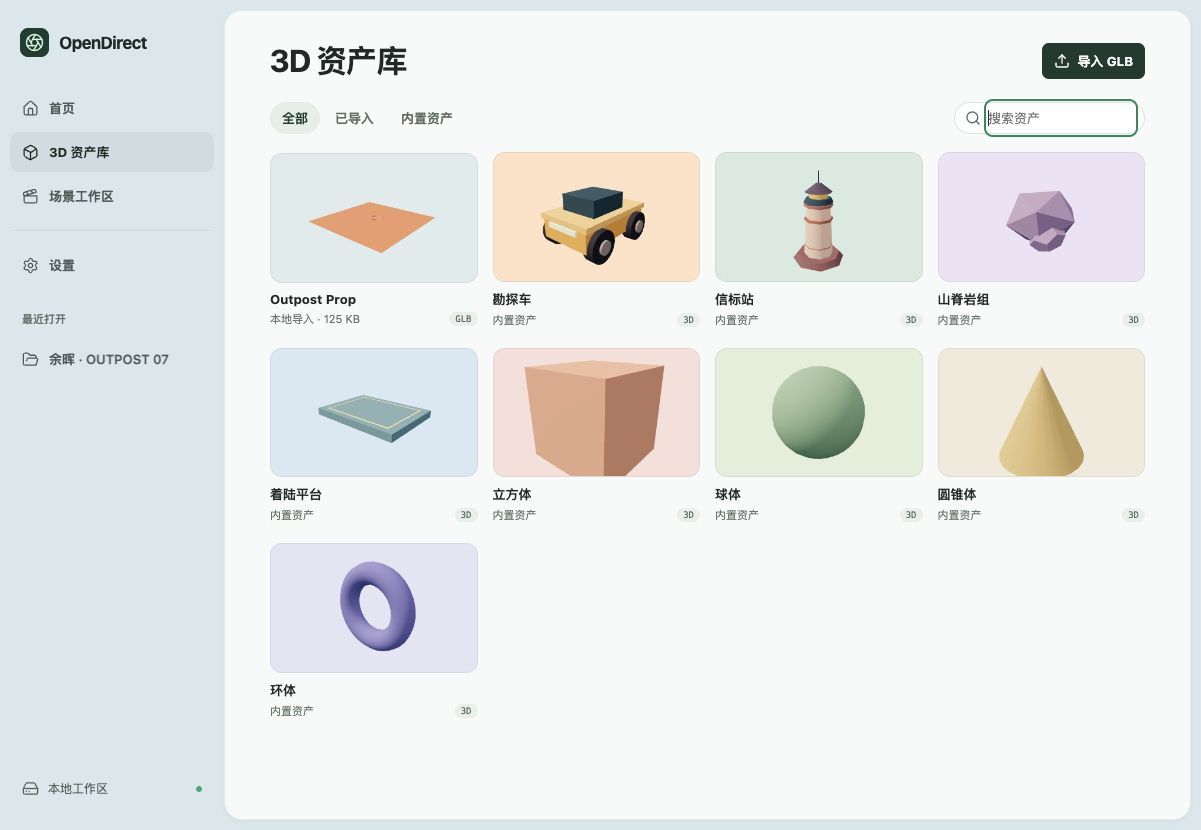 OpenDirect
首页
3D 资产库
场景工作区
设置
最近打开
余晖 · OUTPOST 07
本地工作区
3D 资产库
导入 GLB
全部
已导入
内置资产
搜索资产
Outpost Prop
本地导入 · 125 KB
GLB
勘探车
内置资产
3D
信标站
内置资产
3D
山脊岩组
内置资产
3D
着陆平台
内置资产
3D
立方体
内置资产
3D
球体
内置资产
3D
圆锥体
内置资产
3D
环体
内置资产
3D